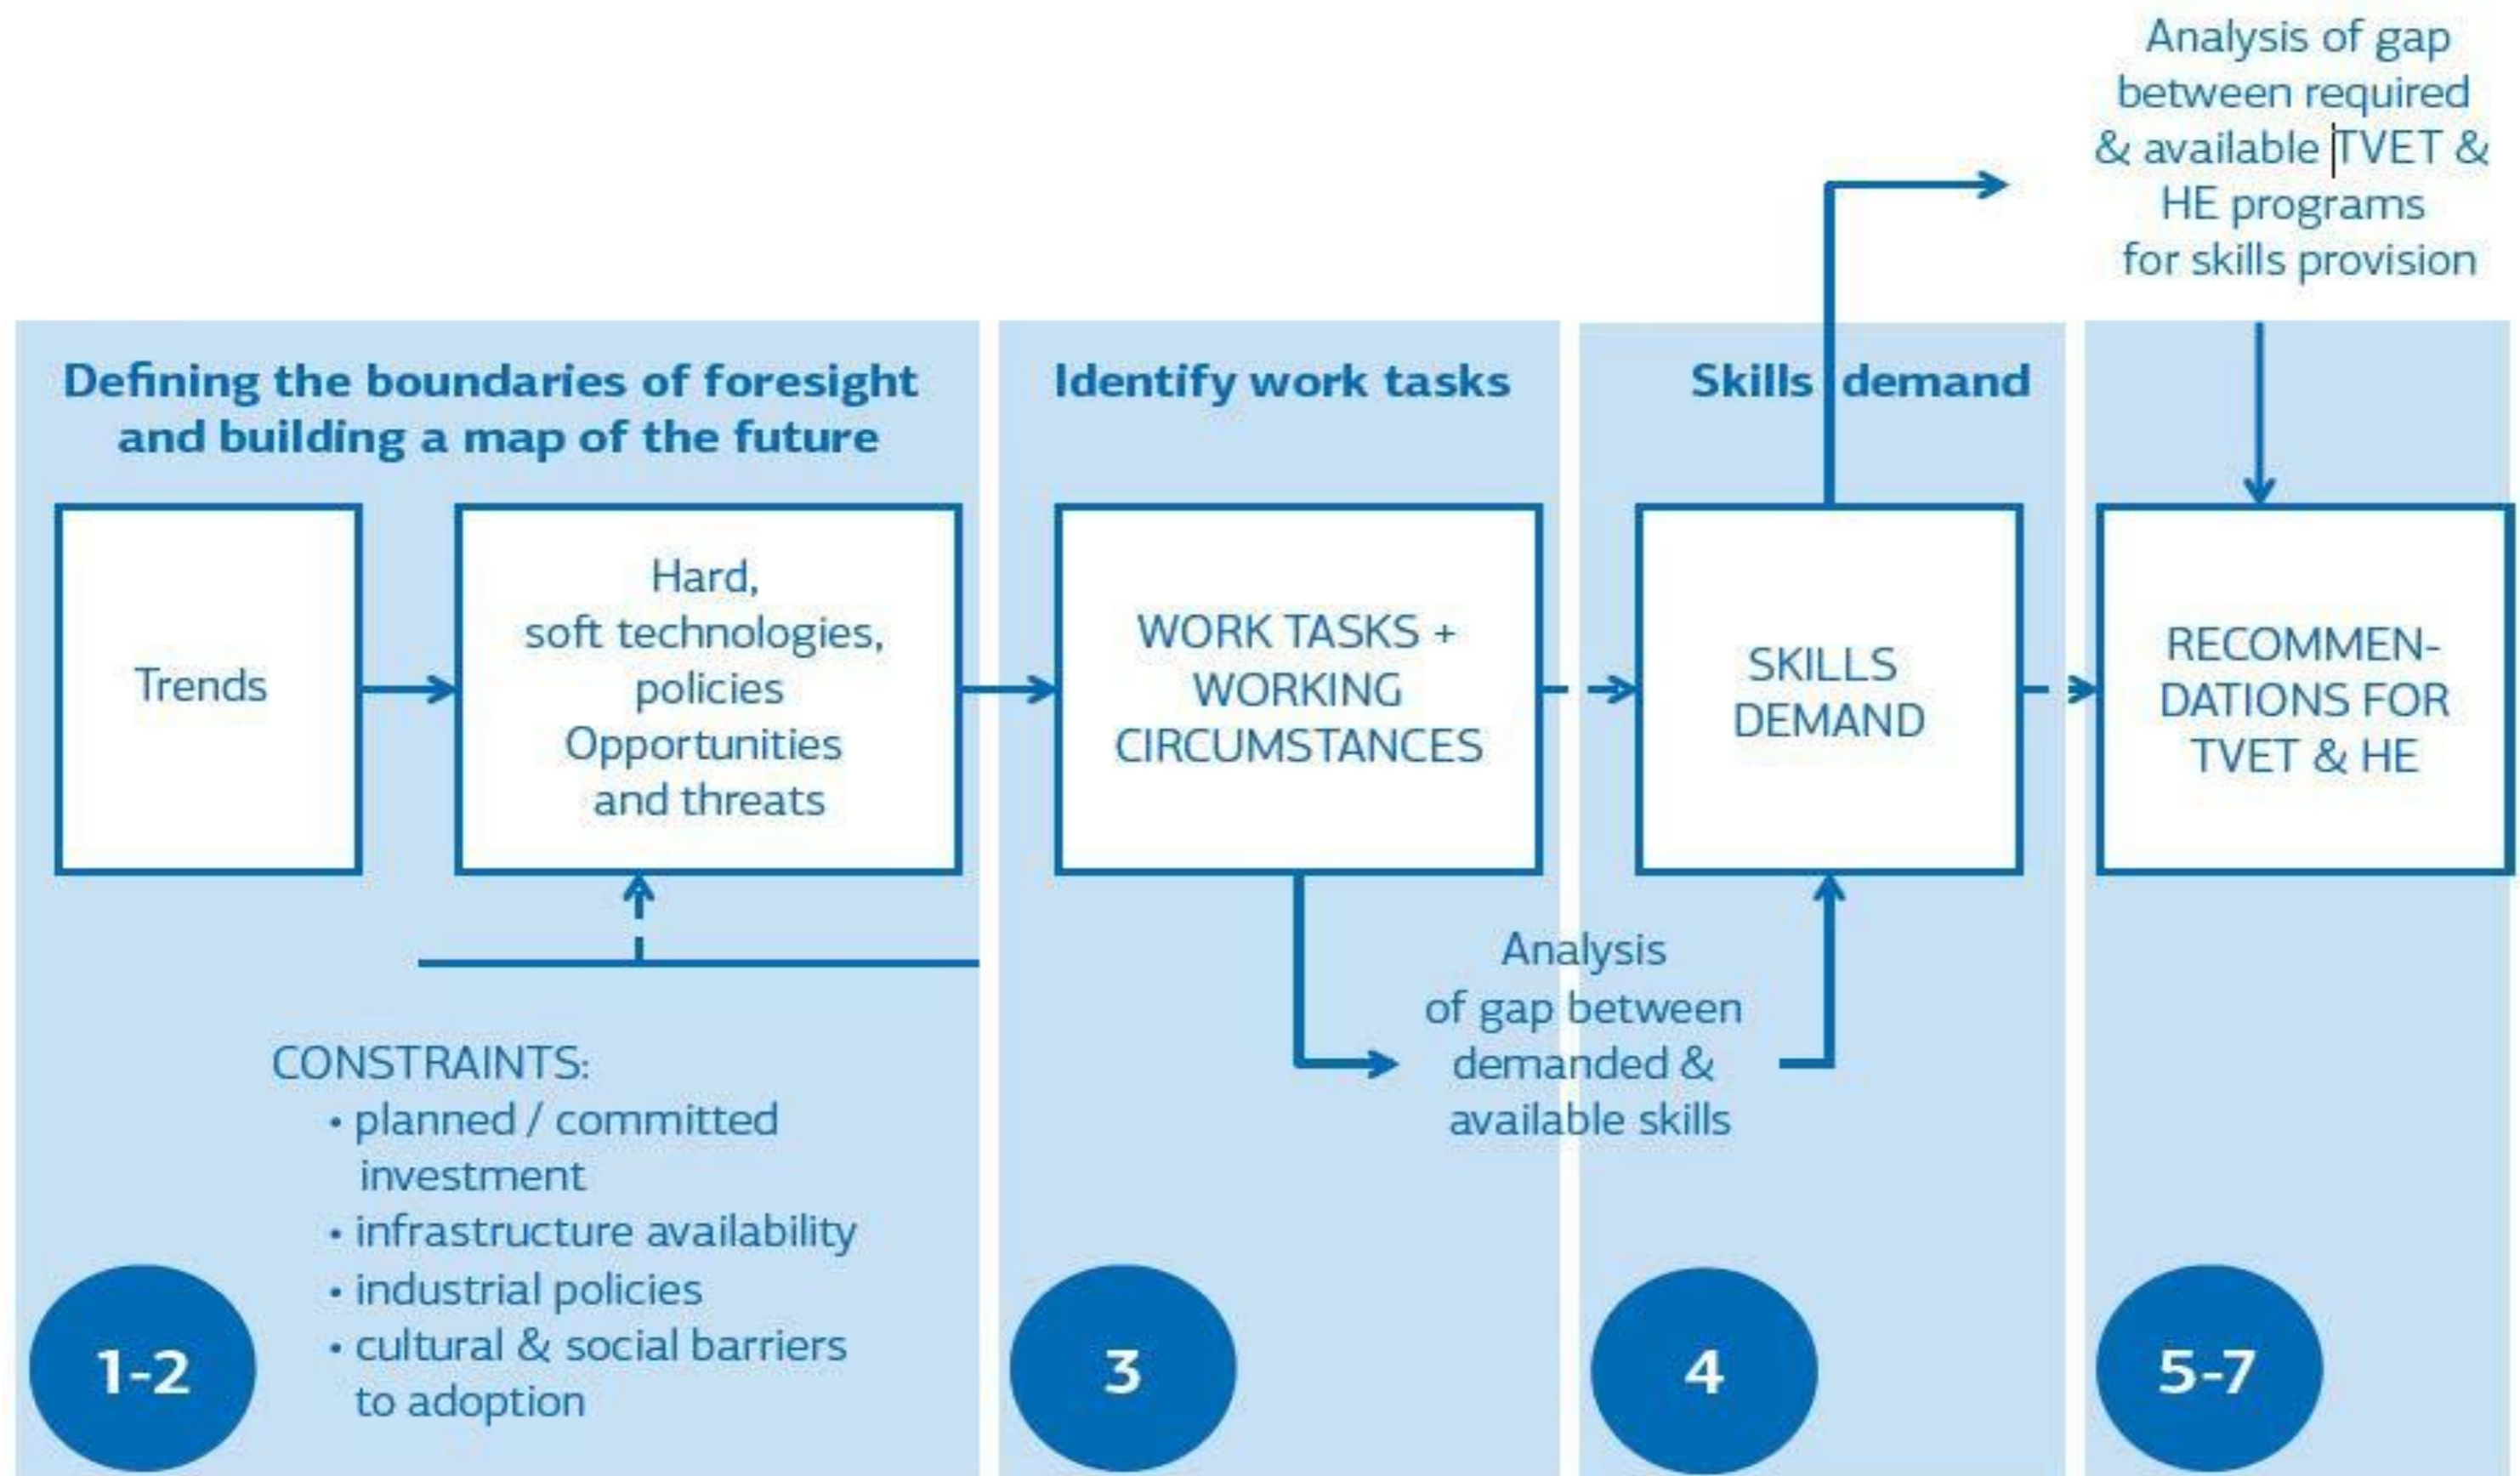 Analysis of gap
between required
& available TVET &
HE programs
for skills provision
Defining the boundaries of foresight
and building a map of the future
Identify work tasks
Skills demand
Trends
Hard,
soft technologies,
policies
Opportunities
and threats
WORK TASKS +
WORKING
CIRCUMSTANCES
SKILLS
DEMAND
RECOMMEN-
DATIONS FOR
TVET & HE
Analysis
of gap between
demanded &
available skills
CONSTRAINTS:
• planned / committed
investment
• infrastructure availability
• industrial policies
• cultural & social barriers
to adoption
1-2
3
4
5-7